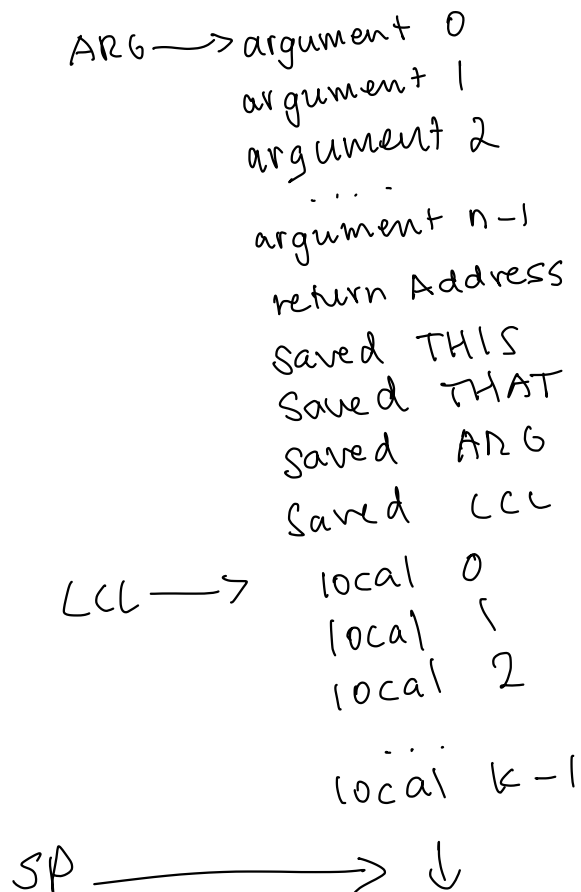 ARG → argument 0
argument 1
argument 2
....
argument n-1
return Address
saved THIS
saved THAT
saved ARG
saved LCL
LCL → local 0
local 1
local 2
...
local k-1
SP → ↓